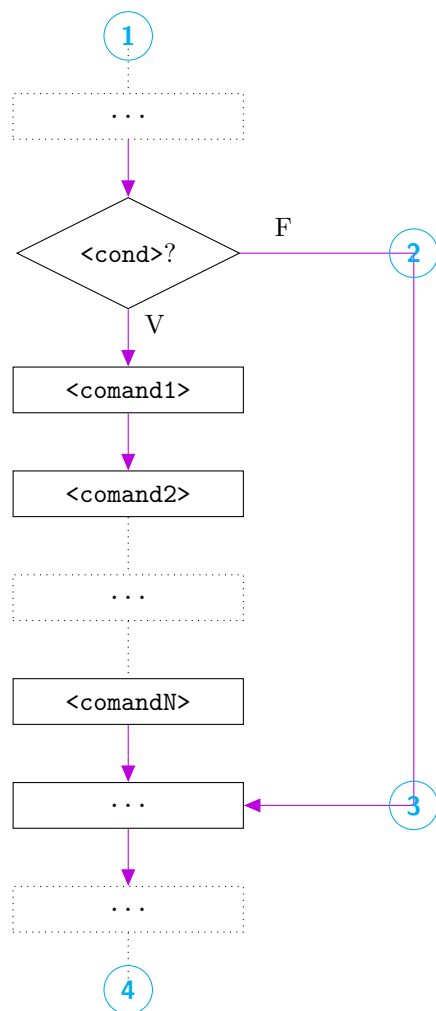 1
...
<cond>?
F
2
V
<comand1>
<comand2>
...
<comandN>
...
3
...
4